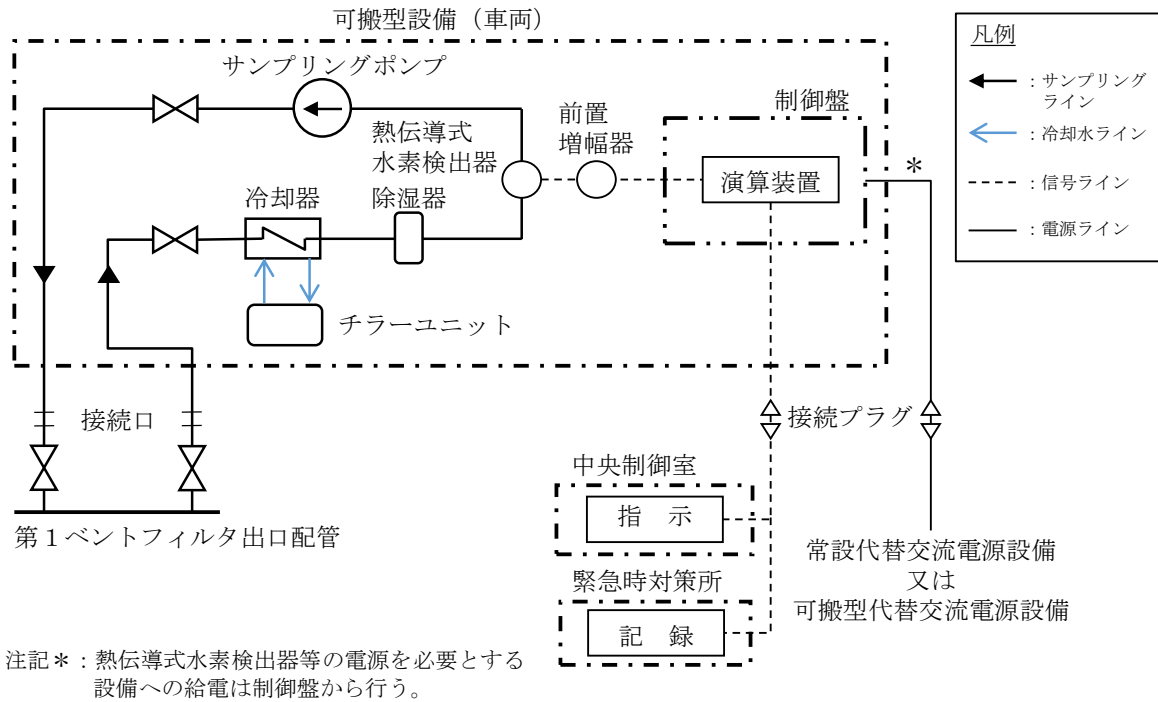 可搬型設備（車両）
サンプリングポンプ
熱伝導式
水素検出器
前置
増幅器
制御盤
演算装置
＊
冷却器
除湿器
チラーユニット
接続口
接続プラグ
第１ベントフィルタ出口配管
中央制御室
指　示
緊急時対策所
記　録
常設代替交流電源設備
又は
可搬型代替交流電源設備
凡例
：サンプリング
ライン
：冷却水ライン
：信号ライン
：電源ライン
注記＊：熱伝導式水素検出器等の電源を必要とする
設備への給電は制御盤から行う。